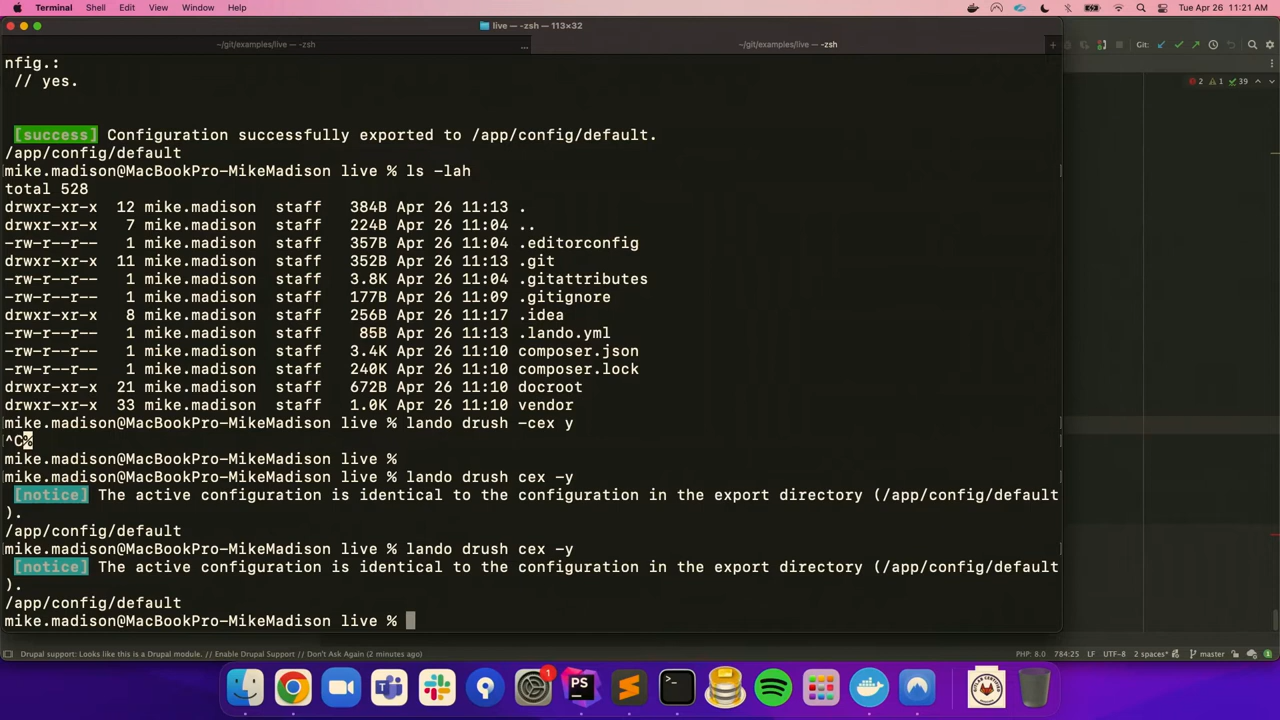 Terminal Shell Edit View Window Help Tue Apr 26 11:21 AM
live — -zsh — 113×32
~/git/examples/live — -zsh ... ~/git/examples/live — -zsh +
Git:
nfig.:
// yes.
2 1 39
[success] Configuration successfully exported to /app/config/default.
/app/config/default
mike.madison@MacBookPro-MikeMadison live % ls -lah
total 528
drwxr-xr-x 12 mike.madison staff 384B Apr 26 11:13 .
drwxr-xr-x 7 mike.madison staff 224B Apr 26 11:04 ..
-rw-r--r-- 1 mike.madison staff 357B Apr 26 11:04 .editorconfig
drwxr-xr-x 11 mike.madison staff 352B Apr 26 11:13 .git
-rw-r--r-- 1 mike.madison staff 3.8K Apr 26 11:04 .gitattributes
-rw-r--r-- 1 mike.madison staff 177B Apr 26 11:09 .gitignore
drwxr-xr-x 8 mike.madison staff 256B Apr 26 11:17 .idea
-rw-r--r-- 1 mike.madison staff 85B Apr 26 11:13 .lando.yml
-rw-r--r-- 1 mike.madison staff 3.4K Apr 26 11:10 composer.json
-rw-r--r-- 1 mike.madison staff 240K Apr 26 11:10 composer.lock
drwxr-xr-x 21 mike.madison staff 672B Apr 26 11:10 docroot
drwxr-xr-x 33 mike.madison staff 1.0K Apr 26 11:10 vendor
mike.madison@MacBookPro-MikeMadison live % lando drush -cex y
^C%
mike.madison@MacBookPro-MikeMadison live %
mike.madison@MacBookPro-MikeMadison live % lando drush cex -y
[notice] The active configuration is identical to the configuration in the export directory (/app/config/default
).
/app/config/default
mike.madison@MacBookPro-MikeMadison live % lando drush cex -y
[notice] The active configuration is identical to the configuration in the export directory (/app/config/default
).
/app/config/default
mike.madison@MacBookPro-MikeMadison live %
Drupal support: Looks like this is a Drupal module. // Enable Drupal Support // Don't Ask Again (2 minutes ago) PHP: 8.0 784:25 LF UTF-8 2 spaces* master
1
PS
>_